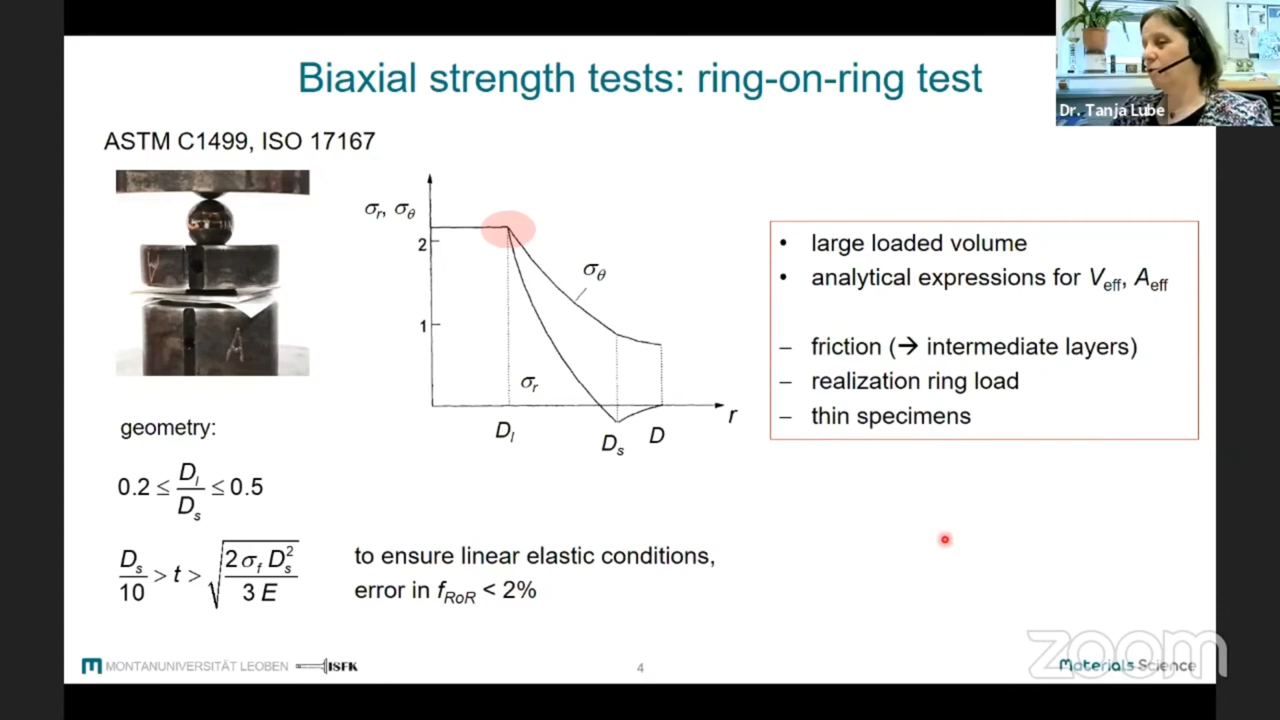 Biaxial strength tests: ring-on-ring test
Dr. Tanja Lube
ASTM C1499, ISO 17167
A
σr, σθ
2
1
σθ
σr
r
Dl
Ds
D
• large loaded volume
• analytical expressions for Veff, Aeff
– friction (→ intermediate layers)
– realization ring load
– thin specimens
geometry:
0.2 ≤ Dl/Ds ≤ 0.5
Ds/10 > t > √(2 σf Ds²/3 E)
to ensure linear elastic conditions,
error in fRoR < 2%
MONTANUNIVERSITÄT LEOBEN ISFK
4
Materials Science
zoom